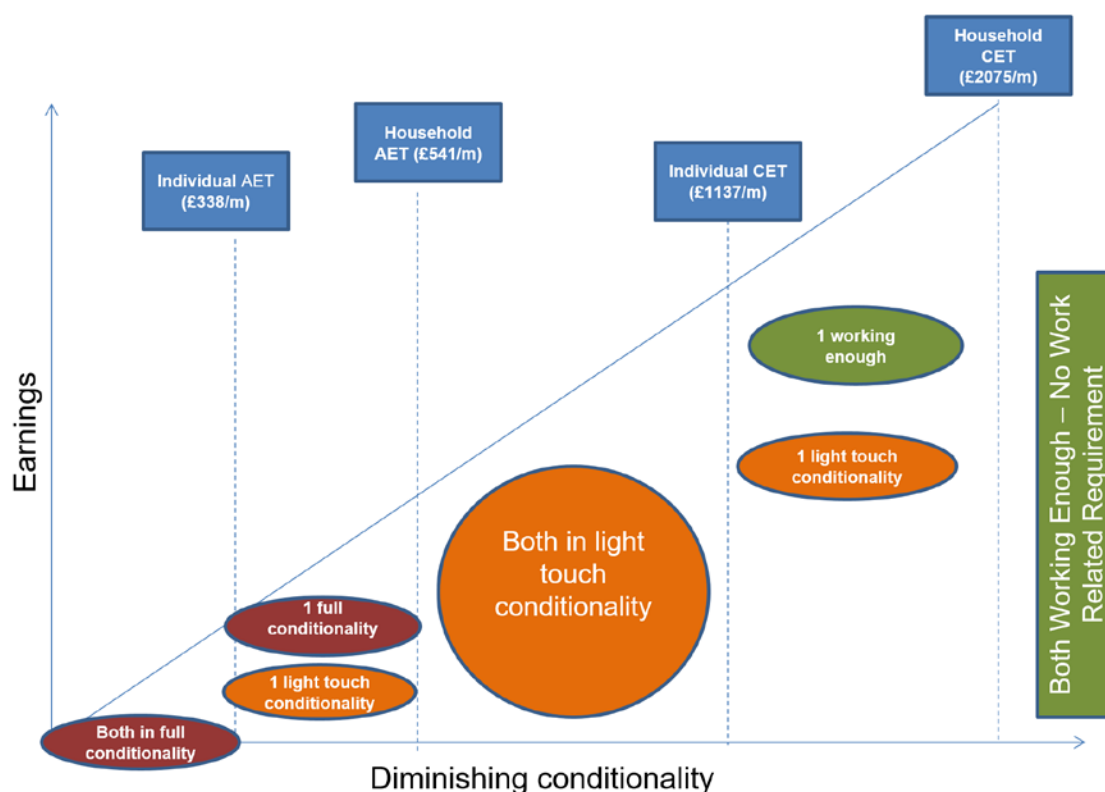 Household
CET
(£2075/m)
Household
AET (£541/m)
Individual CET
(£1137/m)
Individual AET
(£338/m)
Earnings
1 working
enough
1 light touch
conditionality
Both in light
touch
conditionality
1 full
conditionality
1 light touch
conditionality
Both in full
conditionality
Both Working Enough – No Work
Related Requirement
Diminishing conditionality